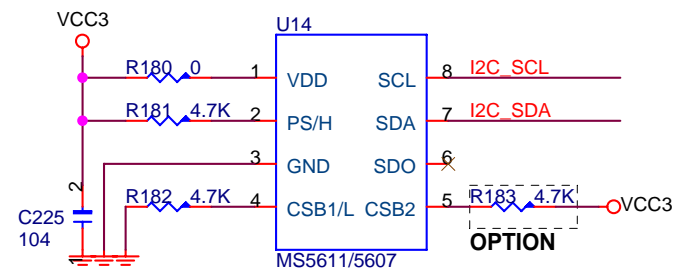 VCC3
U14
R180 0 1 VDD SCL 8 I2C_SCL
R181 4.7K 2 PS/H SDA 7 I2C_SDA
3 GND SDO 6
R182 4.7K 4 CSB1/L CSB2 5 R183 4.7K VCC3
2
C225
104
1
OPTION
MS5611/5607